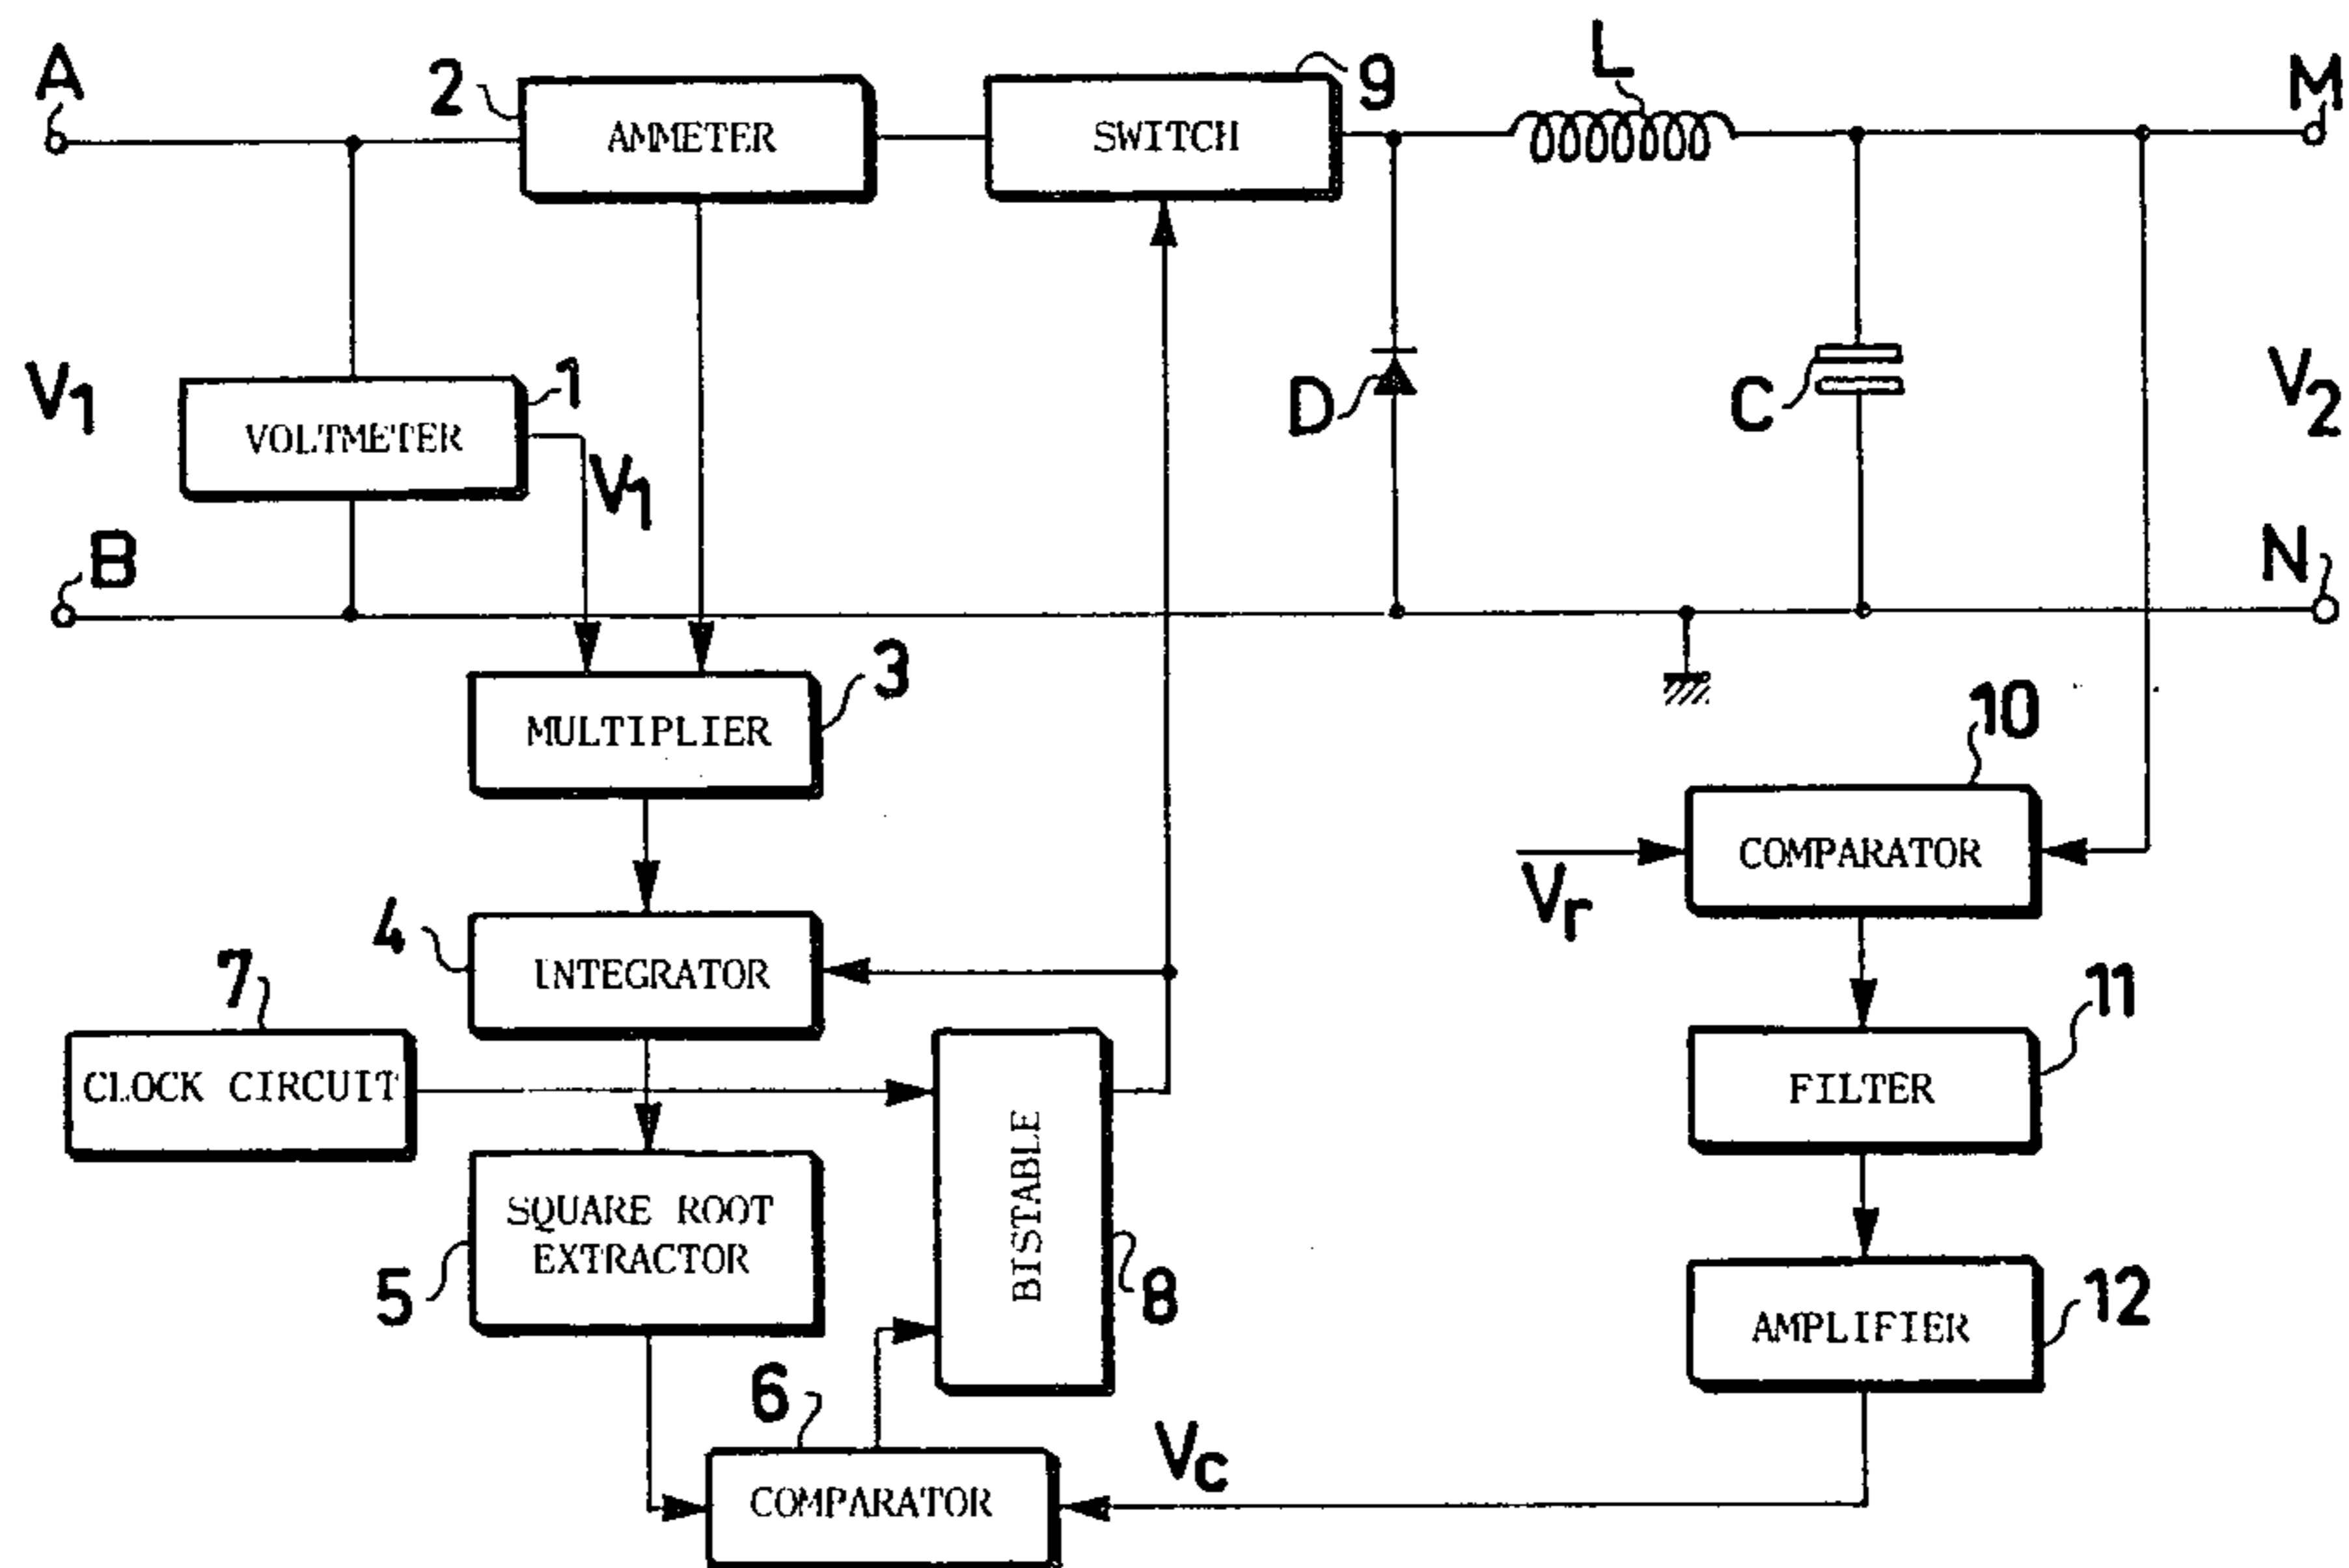 A
2
AMMETER
SWITCH
9
L
M
V1
VOLTMETER
1
V1
D
C
V2
B
N
MULTIPLIER
3
10
COMPARATOR
Vr
4
INTEGRATOR
7
CLOCK CIRCUIT
11
FILTER
SQUARE ROOT
EXTRACTOR
5
BISTABLE
8
AMPLIFIER
12
6
COMPARATOR
Vc